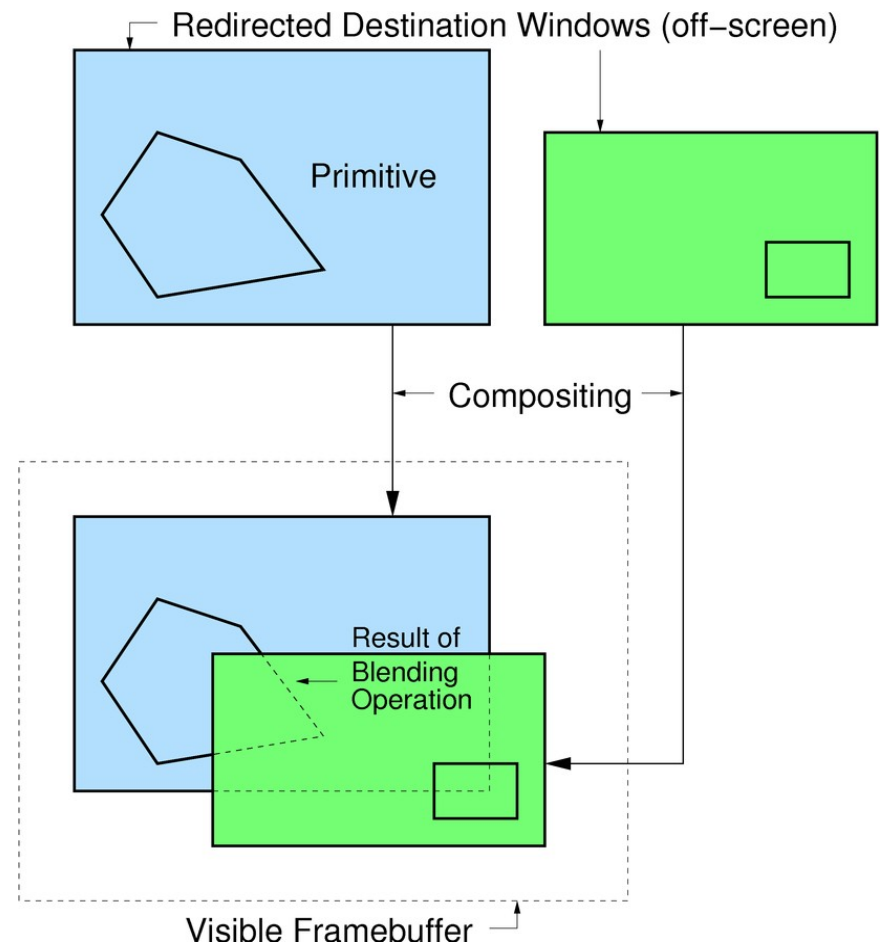 Redirected Destination Windows (off−screen)
Primitive
Compositing
Result of
Blending
Operation
Visible Framebuffer